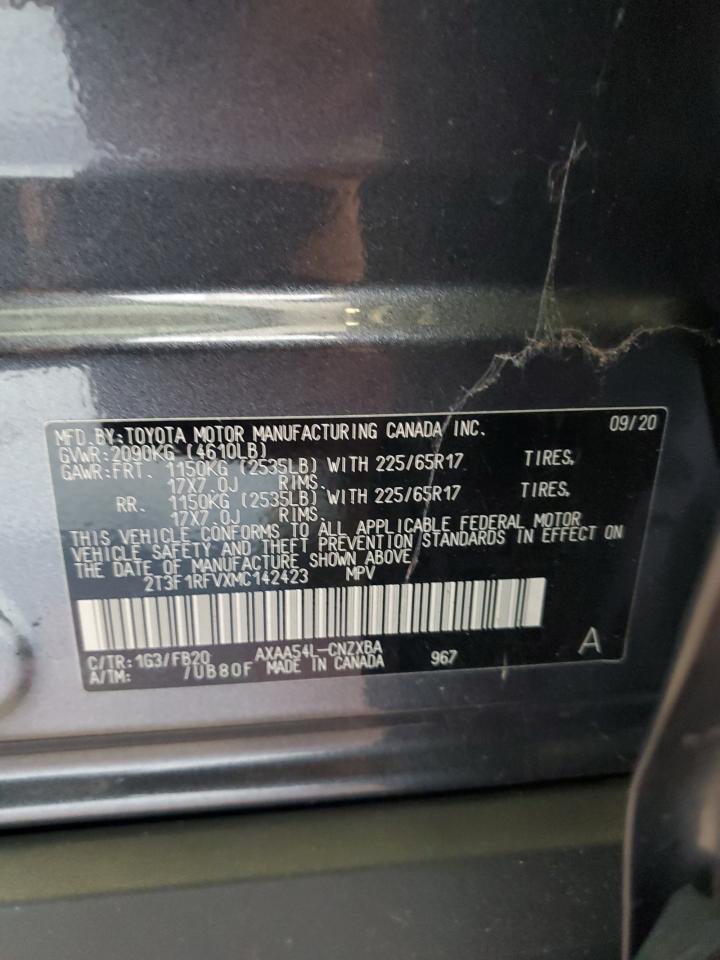 MFD. BY: TOYOTA MOTOR MANUFACTURING CANADA INC. 09/20
GVWR: 2090KG (4610LB)
GAWR: FRT. 1150KG (2535LB) WITH 225/65R17 TIRES,
17X7.0J RIMS.
RR. 1150KG (2535LB) WITH 225/65R17 TIRES,
17X7.0J RIMS.
THIS VEHICLE CONFORMS TO ALL APPLICABLE FEDERAL MOTOR
VEHICLE SAFETY AND THEFT PREVENTION STANDARDS IN EFFECT ON
THE DATE OF MANUFACTURE SHOWN ABOVE.
2T3F1RFVXMC142423 MPV
C/TR: 1G3/FB20 AXAA54L-CNZXBA 967 A
A/TM: 7UB80F MADE IN CANADA